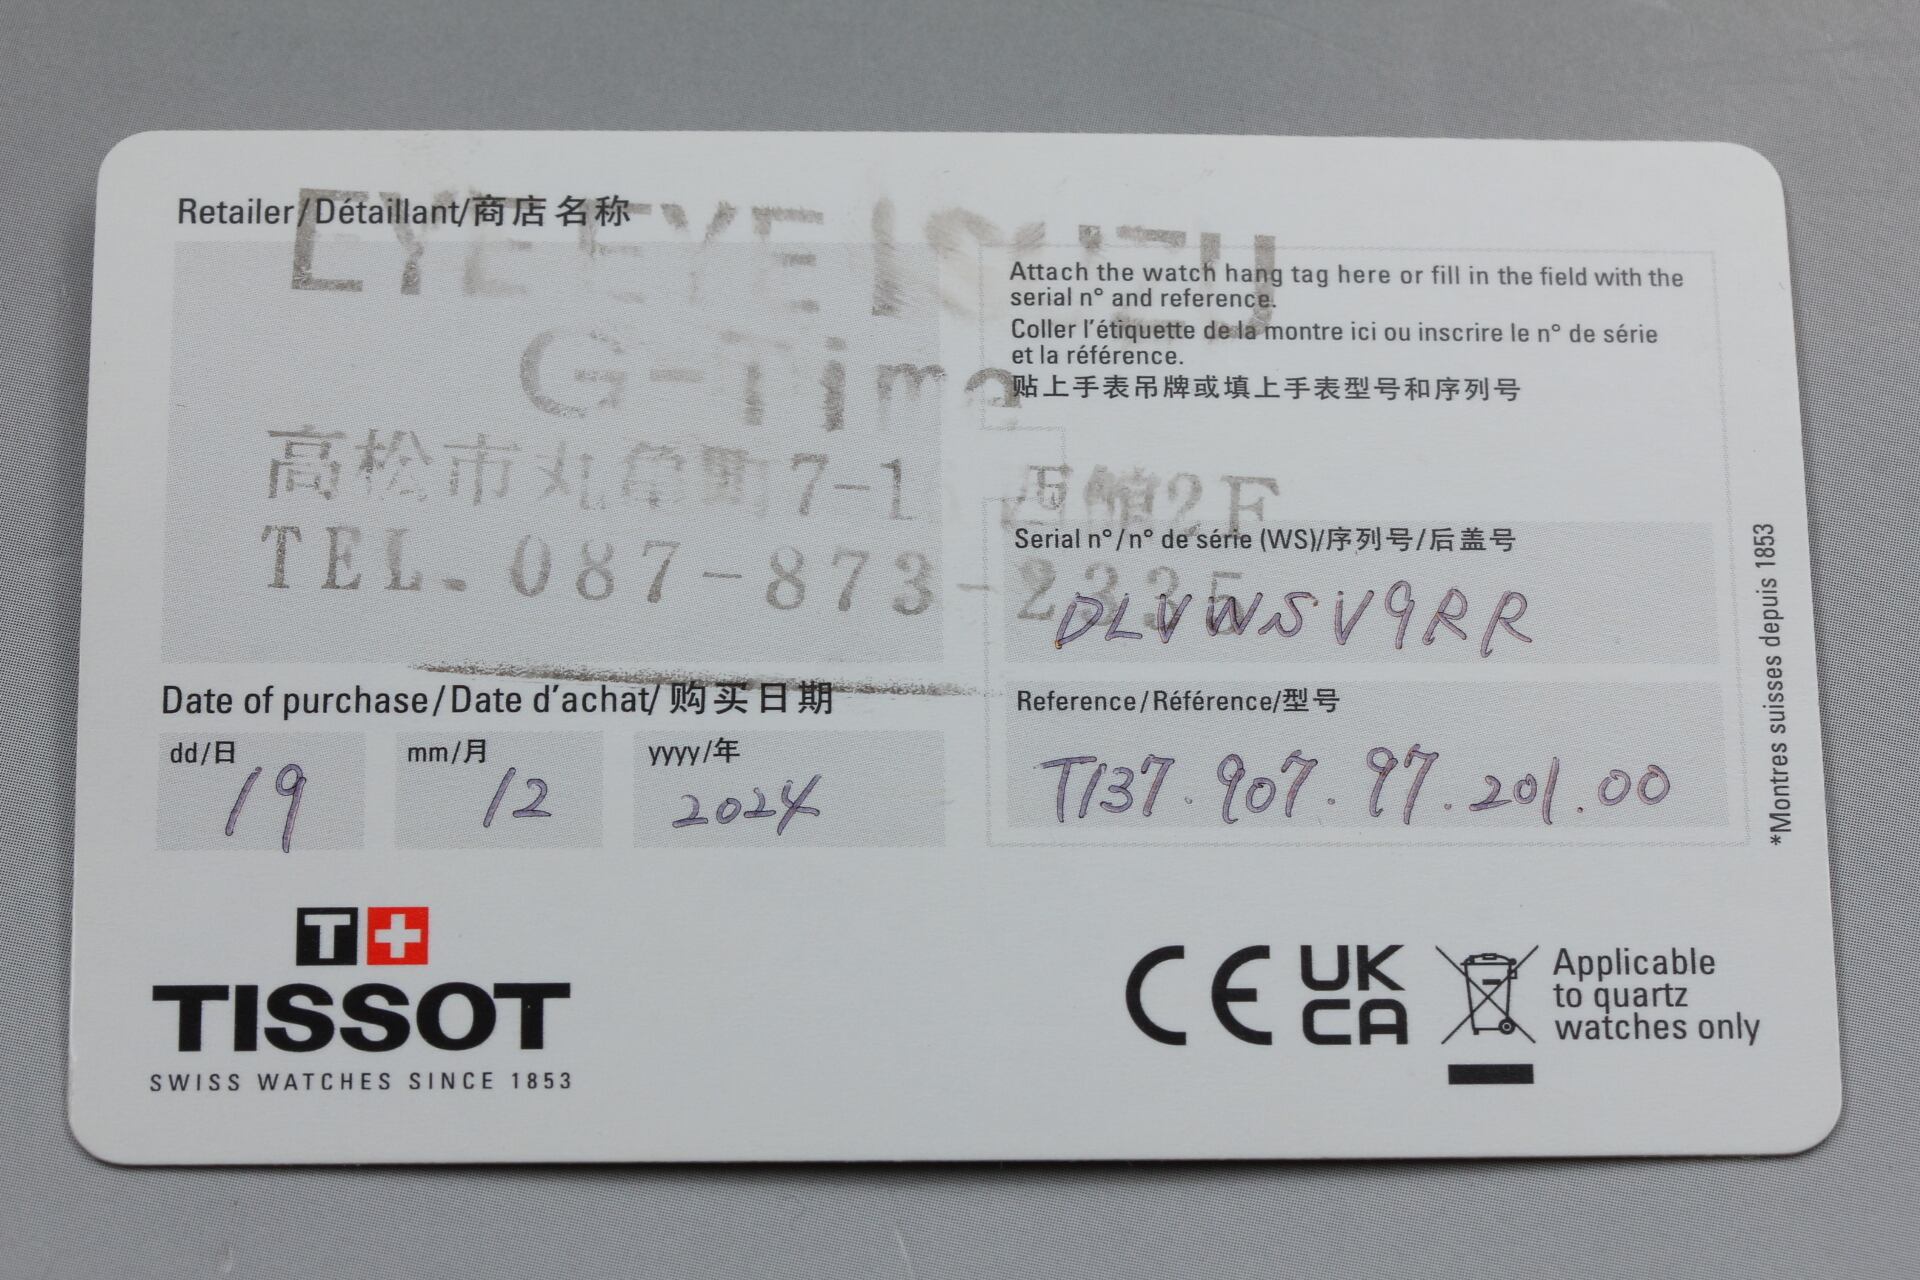 Retailer/Détaillant/商店名称
EYEEYE ISUZU
G-Time
高松市丸亀町7-1 西館2F
TEL. 087-873-2335
Attach the watch hang tag here or fill in the field with the
serial n° and reference.
Coller l'étiquette de la montre ici ou inscrire le n° de série
et la référence.
贴上手表吊牌或填上手表型号和序列号
Serial n°/n° de série (WS)/序列号/后盖号
DLVWSV9RR
Date of purchase/Date d'achat/购买日期
dd/日
19
mm/月
12
yyyy/年
2024
Reference/Référence/型号
T137.907.97.201.00
*Montres suisses depuis 1853
T+
TISSOT
SWISS WATCHES SINCE 1853
CE
UK
CA
Applicable
to quartz
watches only